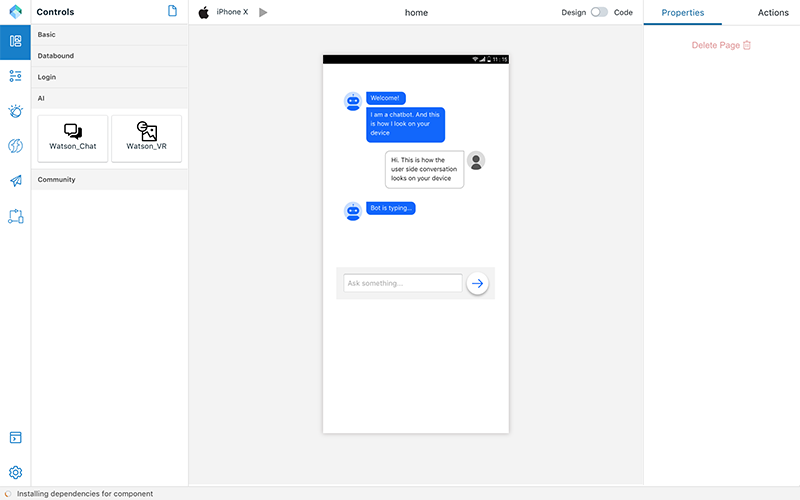 Controls
iPhone X
home
Design
Code
Properties
Actions
Basic
Databound
Login
AI
Watson_Chat
Watson_VR
Community
Delete Page
11:15
Welcome!
I am a chatbot. And this
is how I look on your
device
Hi. This is how the
user side conversation
looks on your device
Bot is typing...
Ask something...
Installing dependencies for component